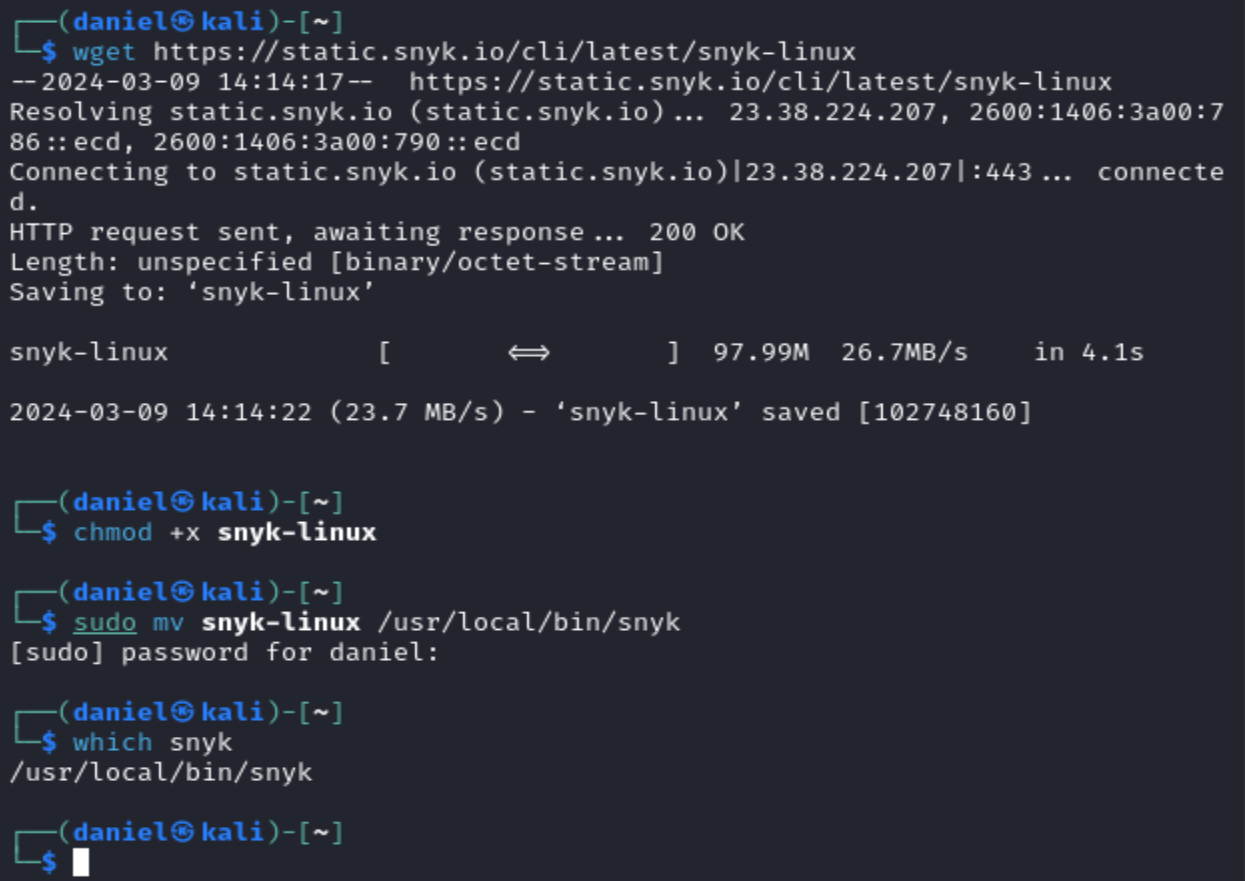 ┌──(daniel㉿kali)-[~]
└─$ wget https://static.snyk.io/cli/latest/snyk-linux
--2024-03-09 14:14:17--  https://static.snyk.io/cli/latest/snyk-linux
Resolving static.snyk.io (static.snyk.io)... 23.38.224.207, 2600:1406:3a00:7
86::ecd, 2600:1406:3a00:790::ecd
Connecting to static.snyk.io (static.snyk.io)|23.38.224.207|:443... connecte
d.
HTTP request sent, awaiting response... 200 OK
Length: unspecified [binary/octet-stream]
Saving to: ‘snyk-linux’
snyk-linux             [       <=>       ]  97.99M  26.7MB/s    in 4.1s
2024-03-09 14:14:22 (23.7 MB/s) - ‘snyk-linux’ saved [102748160]
┌──(daniel㉿kali)-[~]
└─$ chmod +x snyk-linux
┌──(daniel㉿kali)-[~]
└─$ sudo mv snyk-linux /usr/local/bin/snyk
[sudo] password for daniel:
┌──(daniel㉿kali)-[~]
└─$ which snyk
/usr/local/bin/snyk
┌──(daniel㉿kali)-[~]
└─$